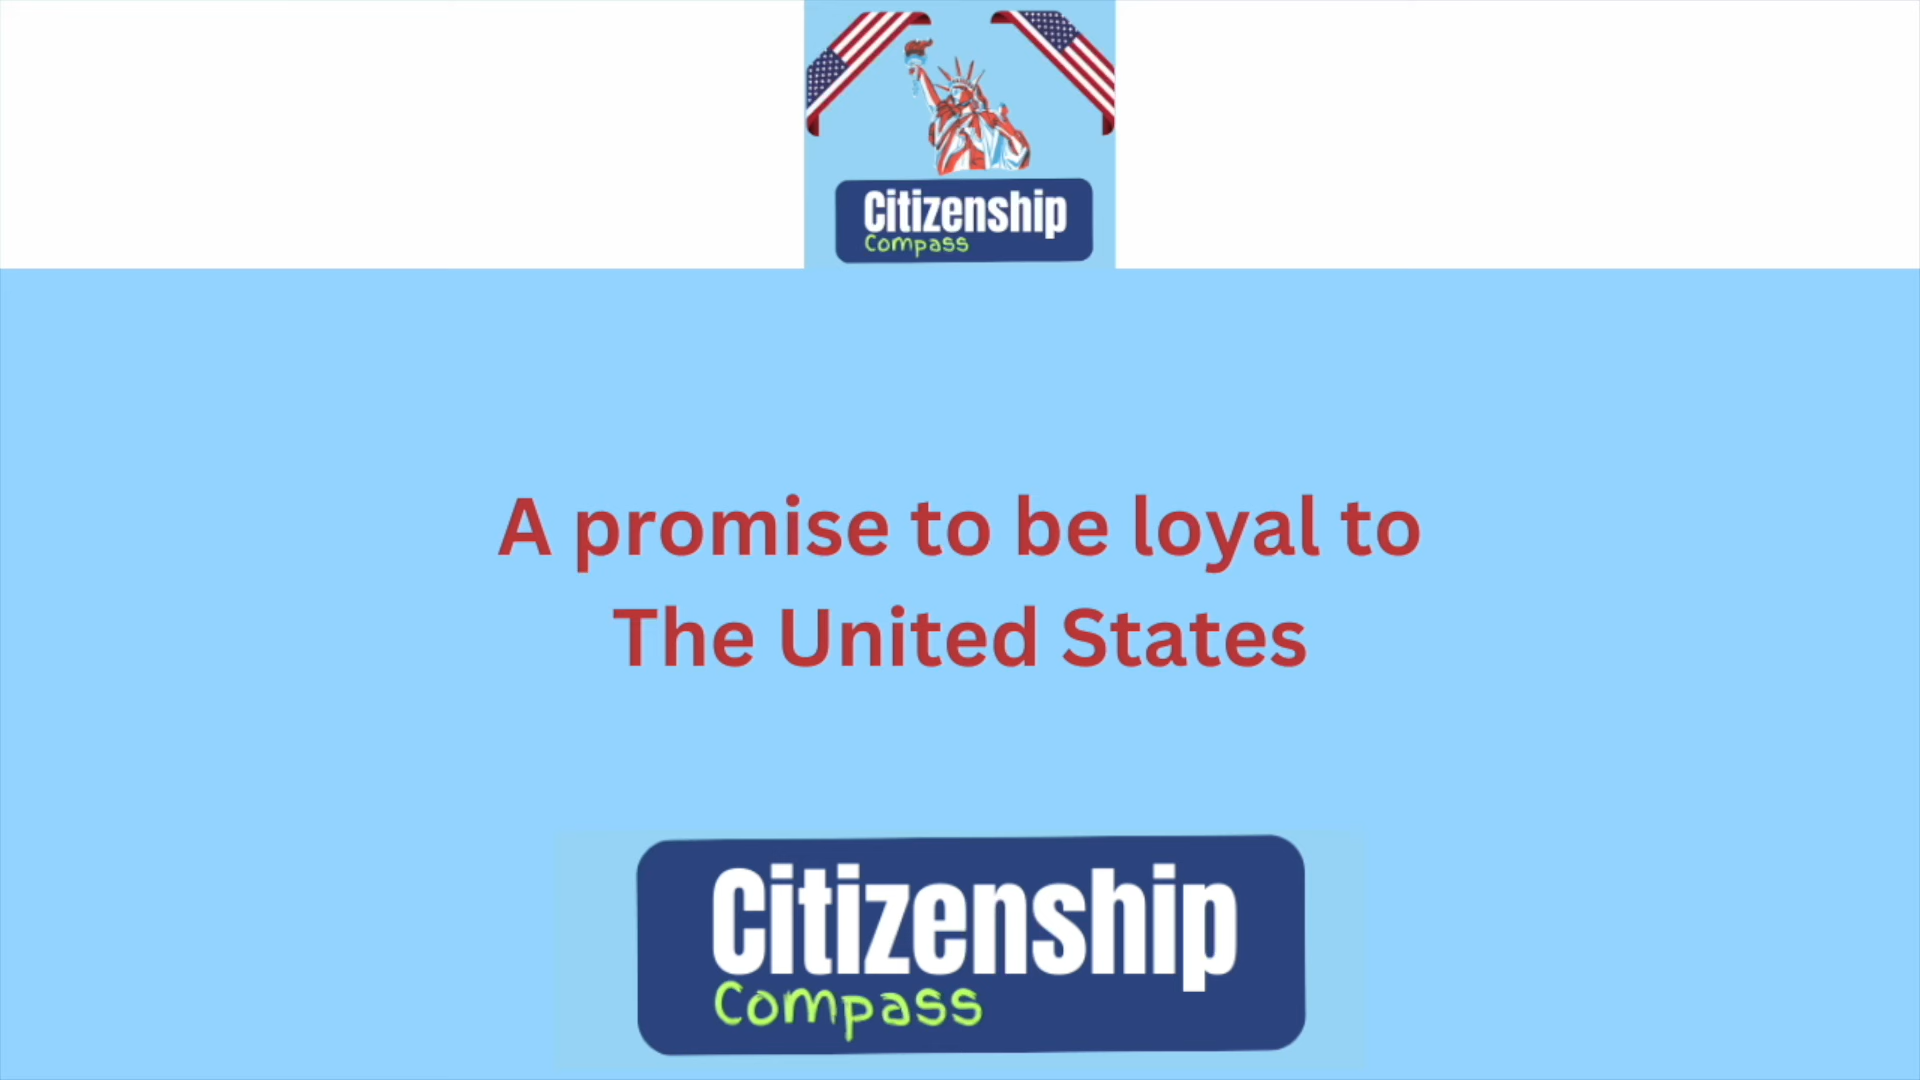 Citizenship
Compass
A promise to be loyal to
The United States
Citizenship
Compass